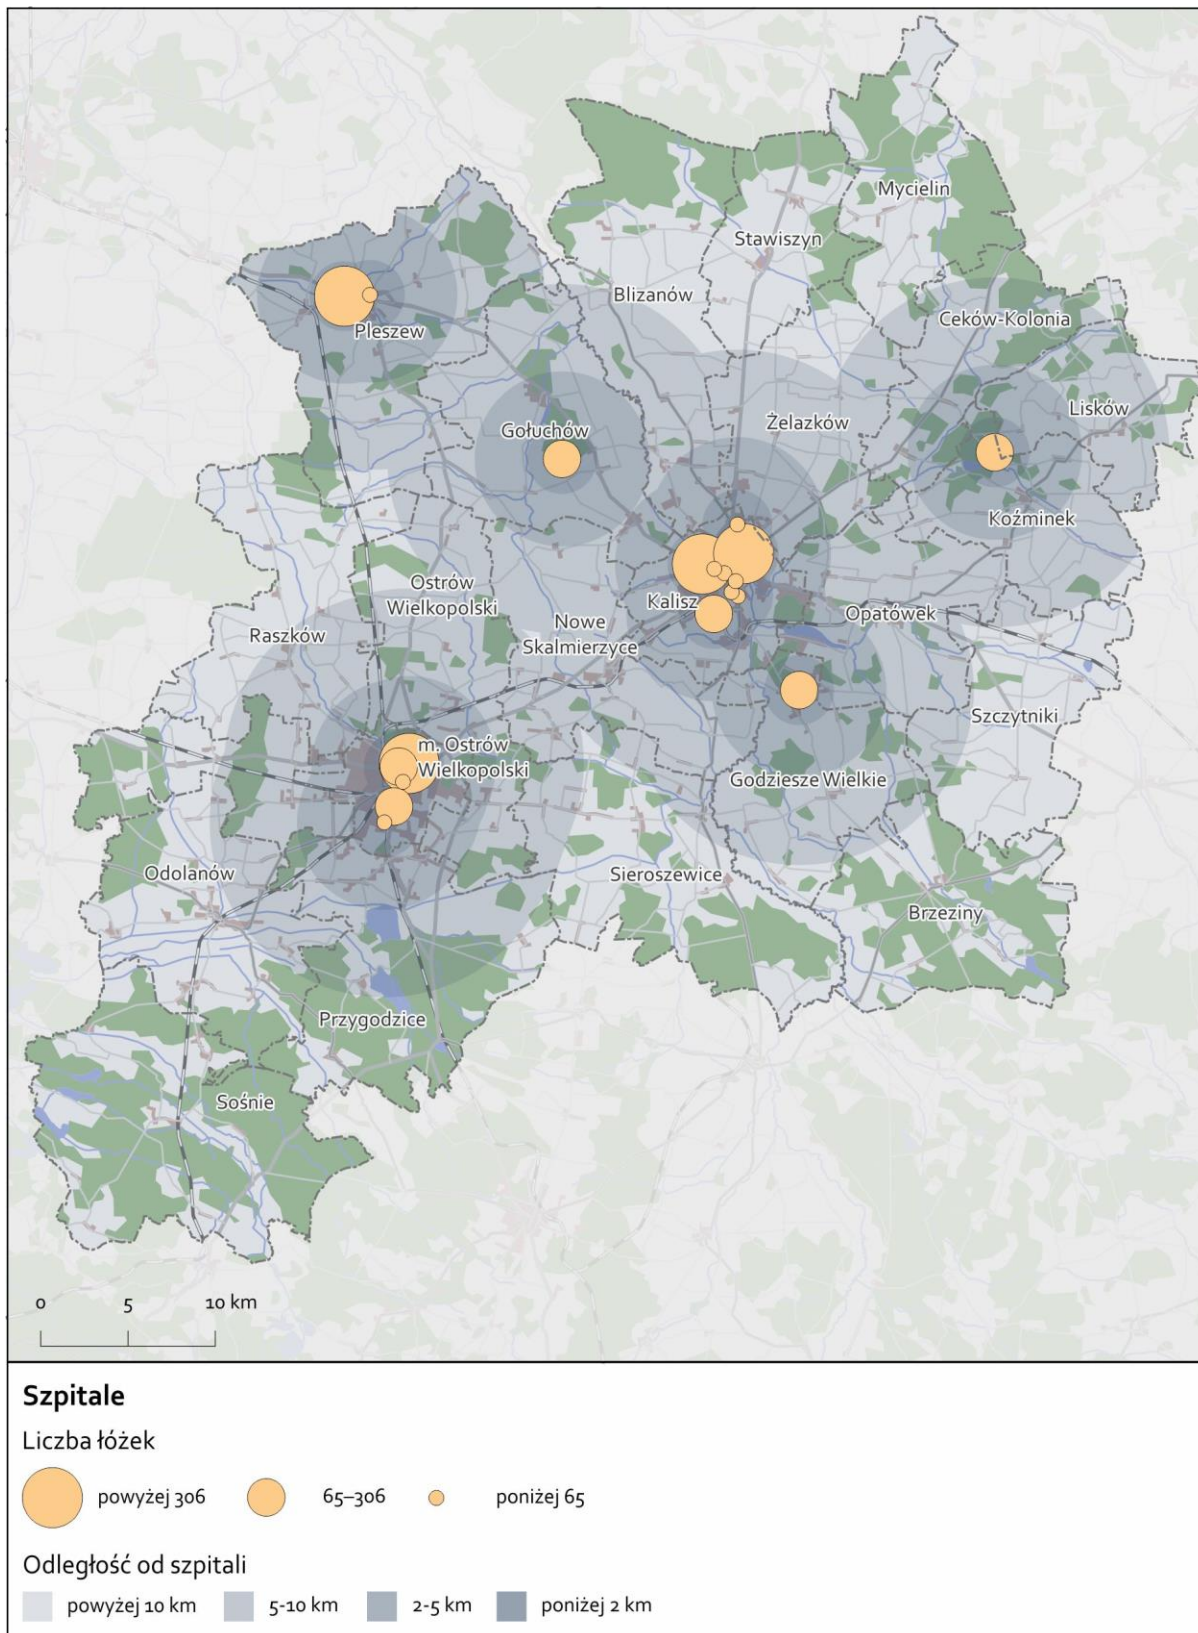 Mycielin
Stawiszyn
Blizanów
Ceków-Kolonia
Pleszew
Lisków
Żelazków
Gołuchów
Koźminek
Ostrów
Wielkopolski
Kalisz
Opatówek
Nowe
Skalmierzyce
Raszków
Szczytniki
m. Ostrów
Wielkopolski
Godziesze Wielkie
Odolanów
Sieroszewice
Brzeziny
Przygodzice
Sośnie
0 5 10 km
Szpitale
Liczba łóżek
powyżej 306 65–306 poniżej 65
Odległość od szpitali
powyżej 10 km 5-10 km 2-5 km poniżej 2 km